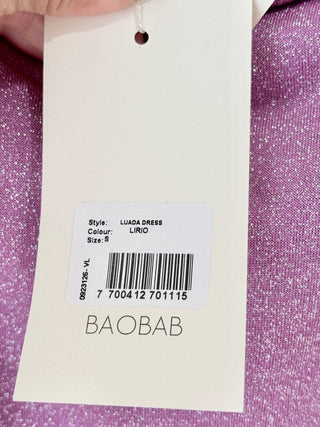 Style: LUADA DRESS
Colour: LIRIO
Size: S
0923126- VL
7 700412 701115
BAOBAB